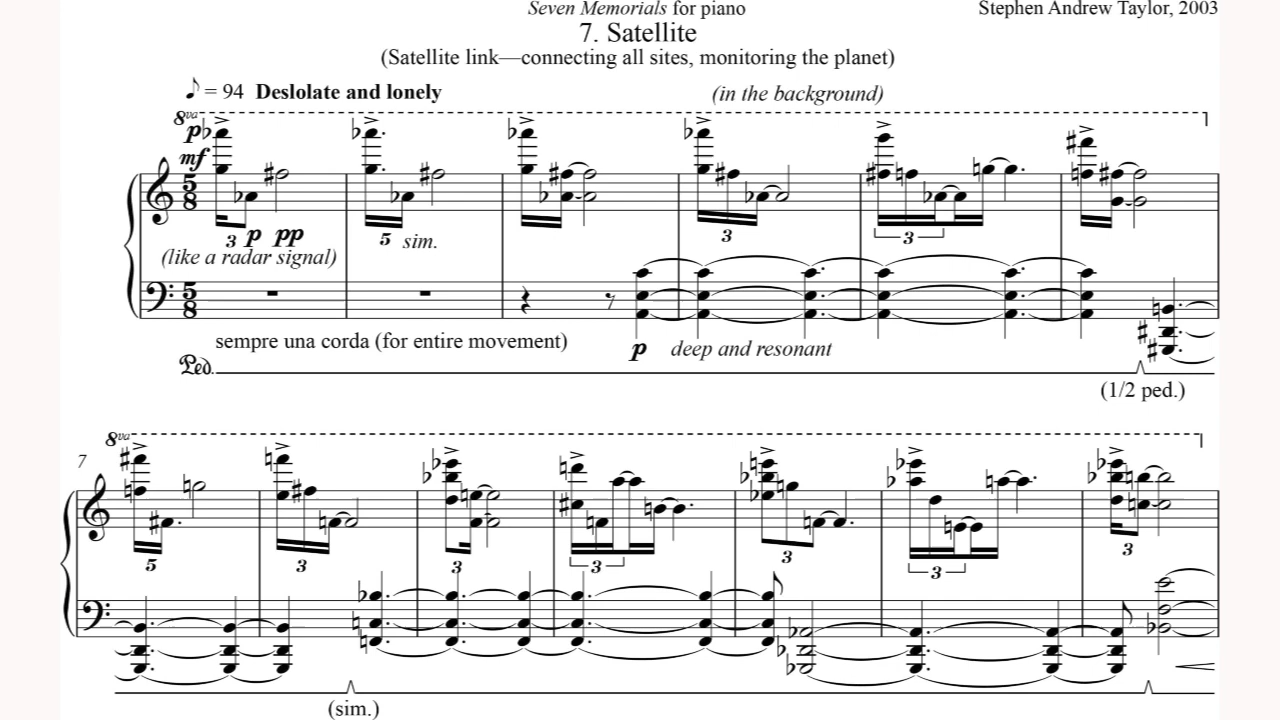 Seven Memorials for piano
Stephen Andrew Taylor, 2003
7. Satellite
(Satellite link—connecting all sites, monitoring the planet)
♪ = 94 Deslolate and lonely
(in the background)
8va
p
mf
5
8
3 p pp
5 sim.
3
3
(like a radar signal)
5
8
sempre una corda (for entire movement)
p deep and resonant
Ped.
(1/2 ped.)
8va
7
5
3
3
3
3
3
3
(sim.)